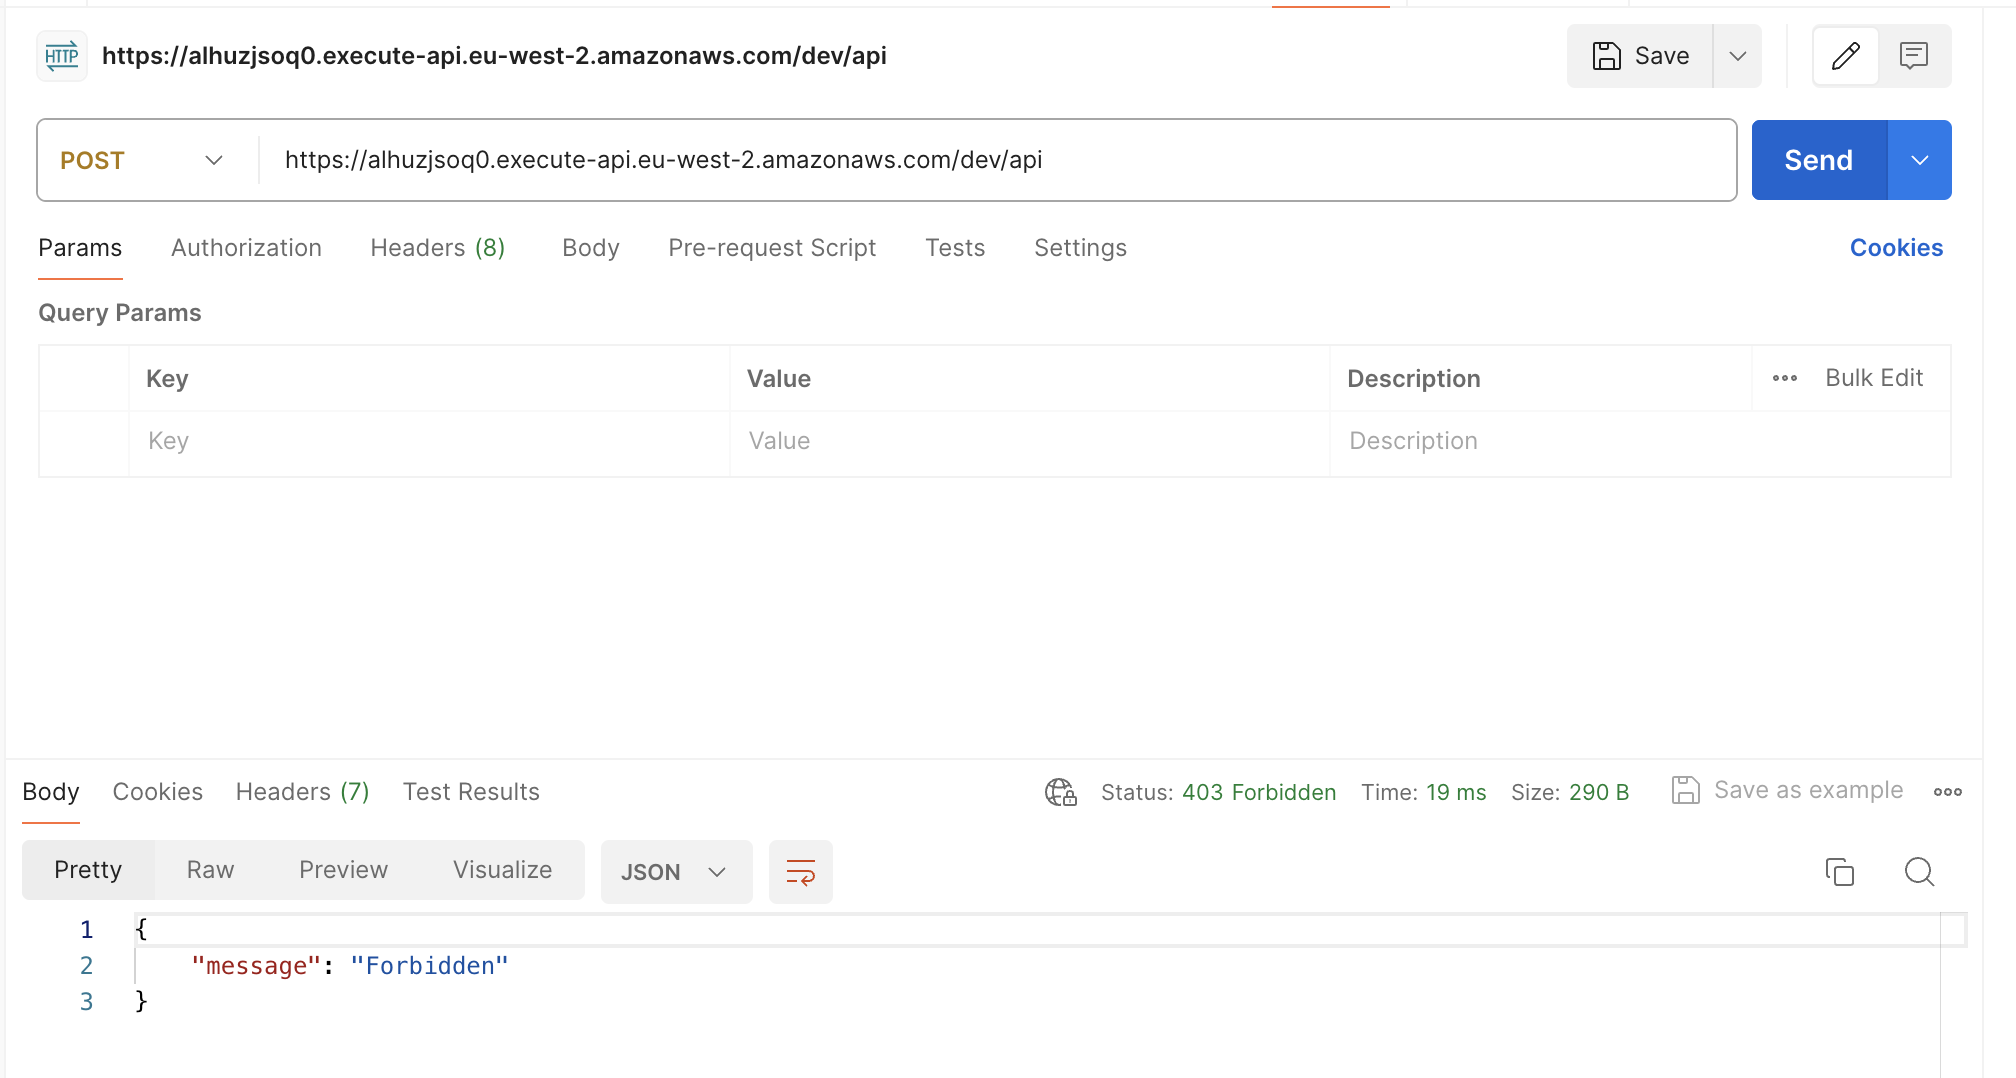 HTTP https://alhuzjsoq0.execute-api.eu-west-2.amazonaws.com/dev/api Save
POST https://alhuzjsoq0.execute-api.eu-west-2.amazonaws.com/dev/api Send
Params Authorization Headers (8) Body Pre-request Script Tests Settings Cookies
Query Params
Key Value Description Bulk Edit
Key Value Description
Body Cookies Headers (7) Test Results Status: 403 Forbidden Time: 19 ms Size: 290 B Save as example
Pretty Raw Preview Visualize JSON
1 {
2 "message": "Forbidden"
3 }